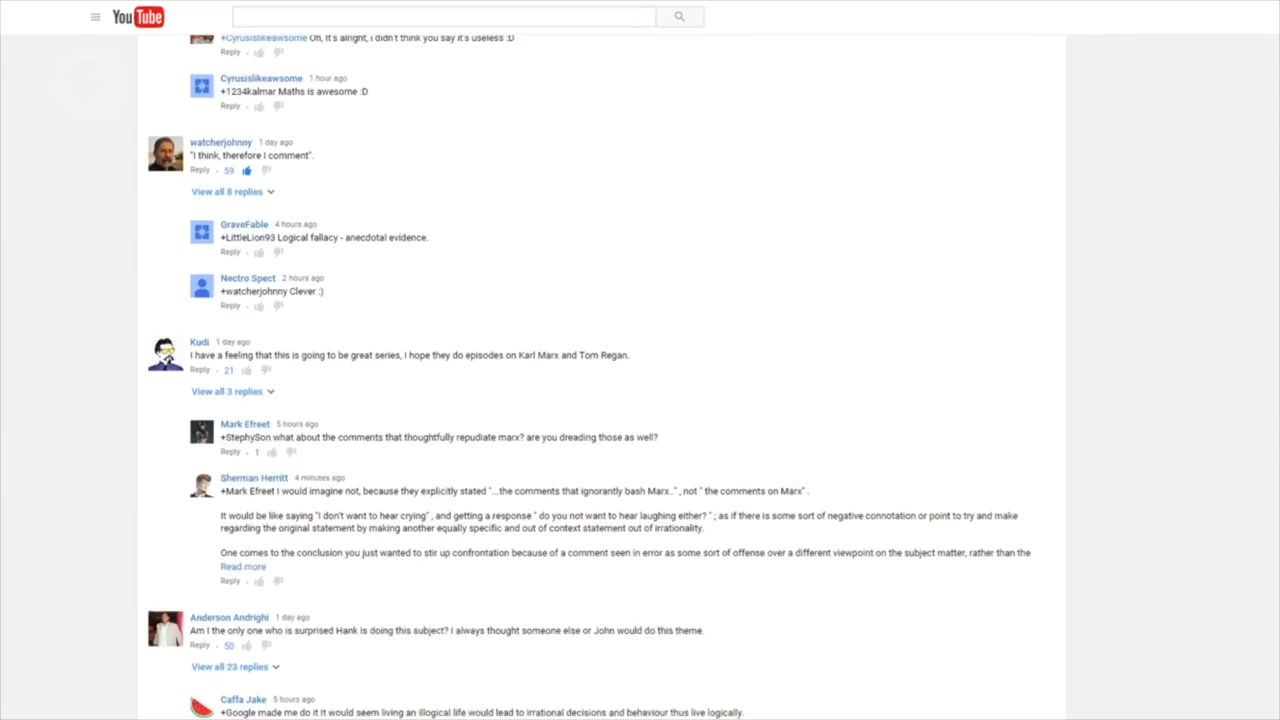 YouTube
+Cyrusislikeawsome Oh, It's alright, i didn't think you say it's useless :D
Reply
Cyrusislikeawsome 1 hour ago
+1234kalmar Maths is awesome :D
Reply
watcherjohnny 1 day ago
"I think, therefore I comment".
Reply 59
View all 8 replies
GraveFable 4 hours ago
+LittleLion93 Logical fallacy - anecdotal evidence.
Reply
Nectro Spect 2 hours ago
+watcherjohnny Clever :)
Reply
Kudi 1 day ago
I have a feeling that this is going to be great series, I hope they do episodes on Karl Marx and Tom Regan.
Reply 21
View all 3 replies
Mark Efreet 5 hours ago
+StephySon what about the comments that thoughtfully repudiate marx? are you dreading those as well?
Reply 1
Sherman Herritt 4 minutes ago
+Mark Efreet I would imagine not, because they explicitly stated "...the comments that ignorantly bash Marx.." , not " the comments on Marx" .
It would be like saying "I don't want to hear crying" , and getting a response " do you not want to hear laughing either? " ; as if there is some sort of negative connotation or point to try and make
regarding the original statement by making another equally specific and out of context statement out of irrationality.
One comes to the conclusion you just wanted to stir up confrontation because of a comment seen in error as some sort of offense over a different viewpoint on the subject matter, rather than the
Read more
Reply
Anderson Andrighi 1 day ago
Am I the only one who is surprised Hank is doing this subject? I always thought someone else or John would do this theme.
Reply 50
View all 23 replies
Caffa Jake 5 hours ago
+Google made me do it It would seem living an illogical life would lead to irrational decisions and behaviour thus live logically.